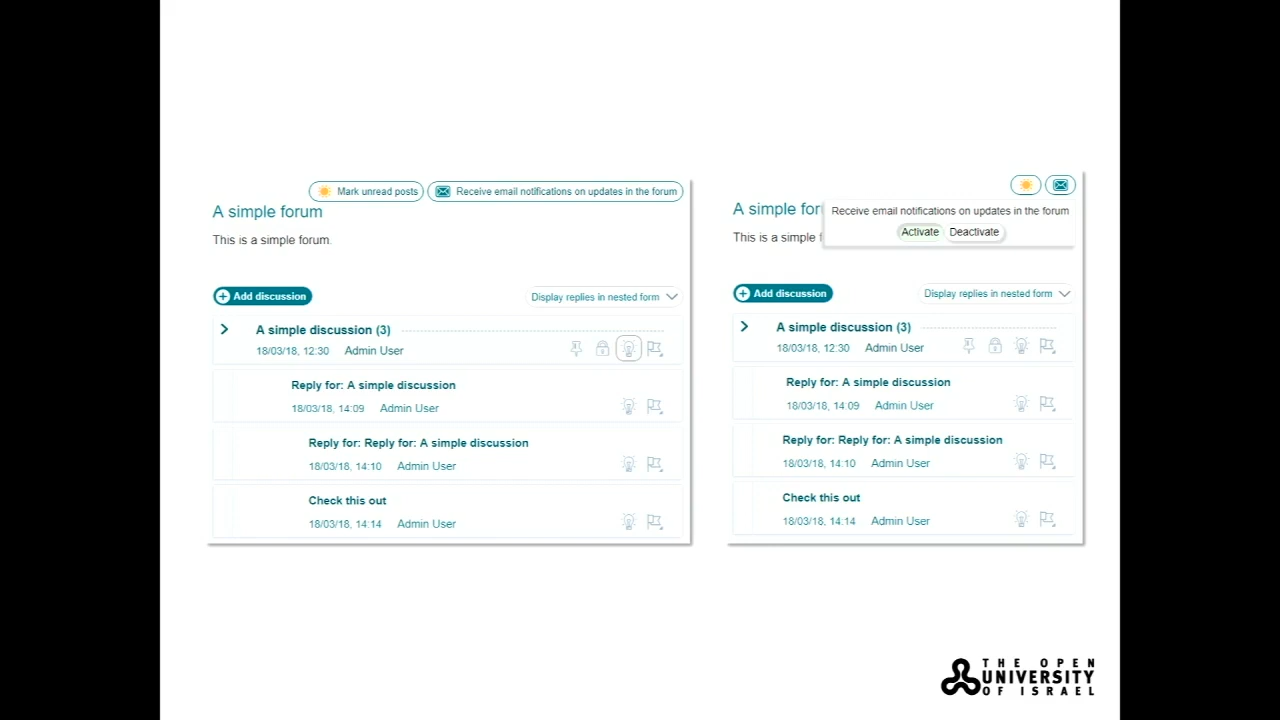 Mark unread posts
Receive email notifications on updates in the forum
A simple forum
This is a simple forum.
Add discussion
Display replies in nested form
A simple discussion (3)
18/03/18, 12:30 Admin User
Reply for: A simple discussion
18/03/18, 14:09 Admin User
Reply for: Reply for: A simple discussion
18/03/18, 14:10 Admin User
Check this out
18/03/18, 14:14 Admin User
A simple for
Receive email notifications on updates in the forum
This is a simple f
Activate Deactivate
Add discussion
Display replies in nested form
A simple discussion (3)
18/03/18, 12:30 Admin User
Reply for: A simple discussion
18/03/18, 14:09 Admin User
Reply for: Reply for: A simple discussion
18/03/18, 14:10 Admin User
Check this out
18/03/18, 14:14 Admin User
THE OPEN
UNIVERSITY
OF ISRAEL